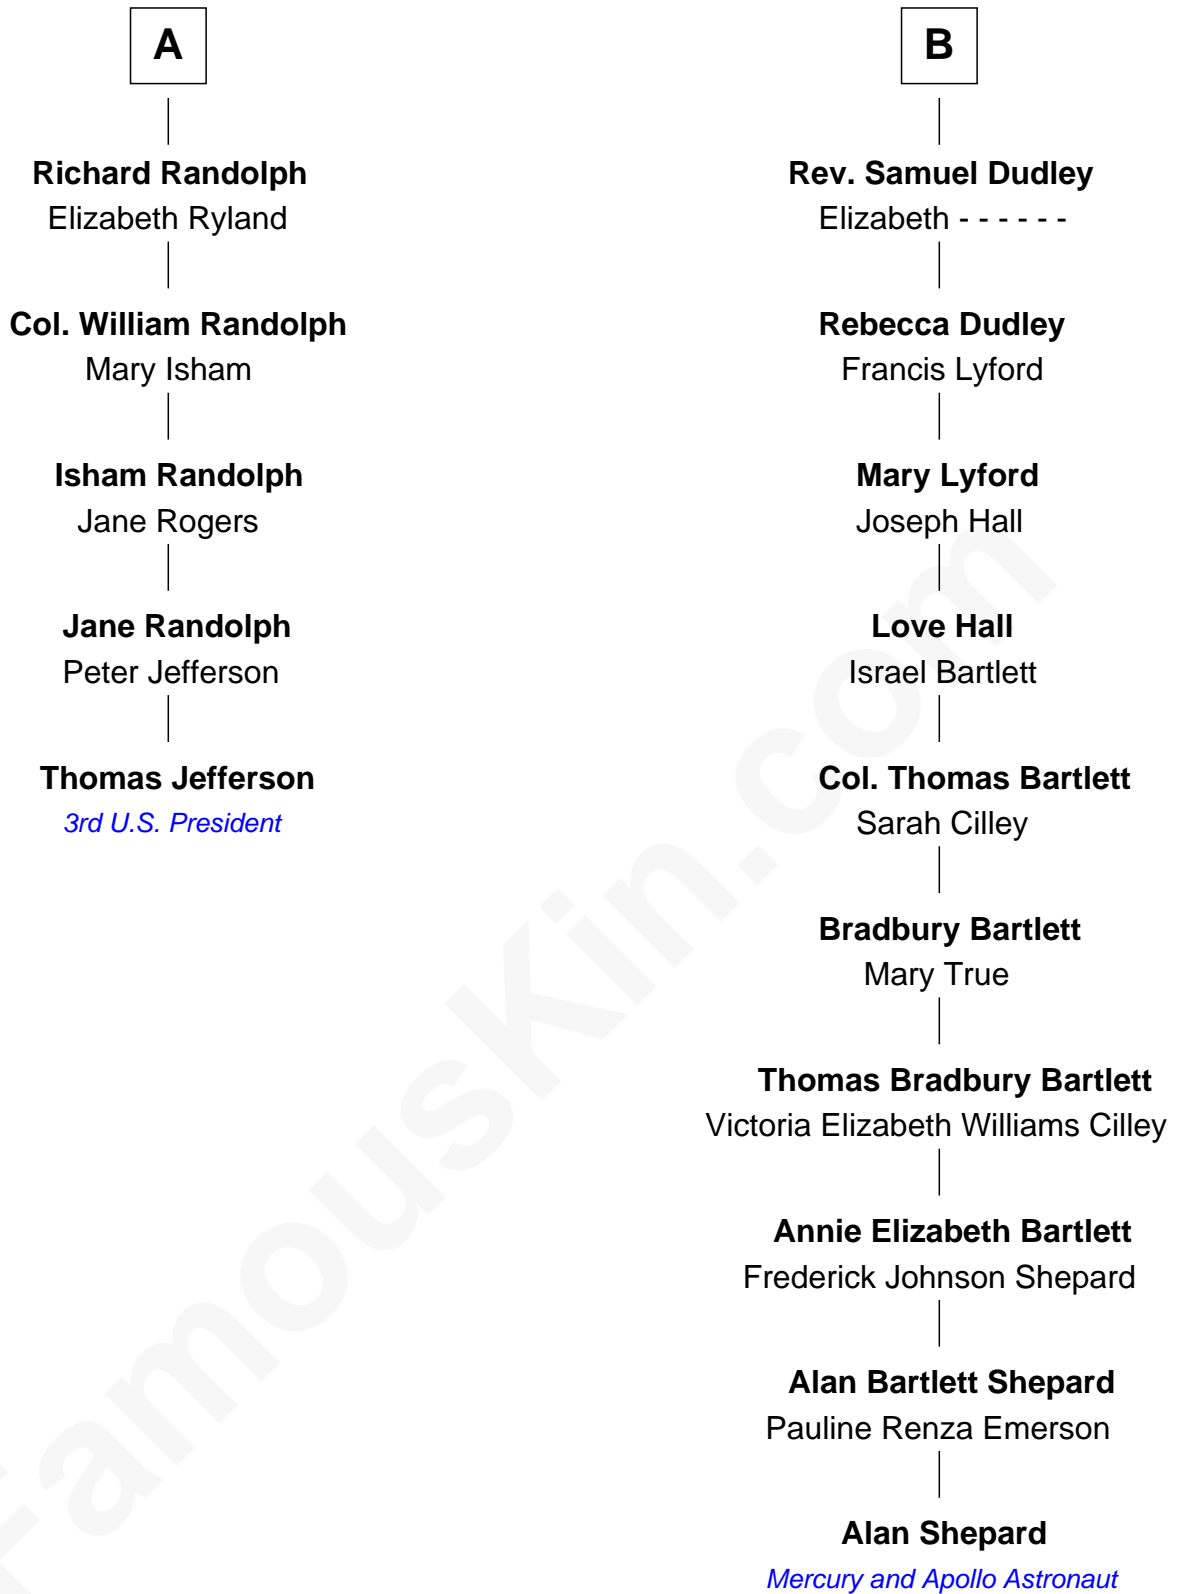 A
Richard Randolph
Elizabeth Ryland
Col. William Randolph
Mary Isham
Isham Randolph
Jane Rogers
Jane Randolph
Peter Jefferson
Thomas Jefferson
3rd U.S. President
B
Rev. Samuel Dudley
Elizabeth - - - - - -
Rebecca Dudley
Francis Lyford
Mary Lyford
Joseph Hall
Love Hall
Israel Bartlett
Col. Thomas Bartlett
Sarah Cilley
Bradbury Bartlett
Mary True
Thomas Bradbury Bartlett
Victoria Elizabeth Williams Cilley
Annie Elizabeth Bartlett
Frederick Johnson Shepard
Alan Bartlett Shepard
Pauline Renza Emerson
Alan Shepard
Mercury and Apollo Astronaut
FamousKin.com